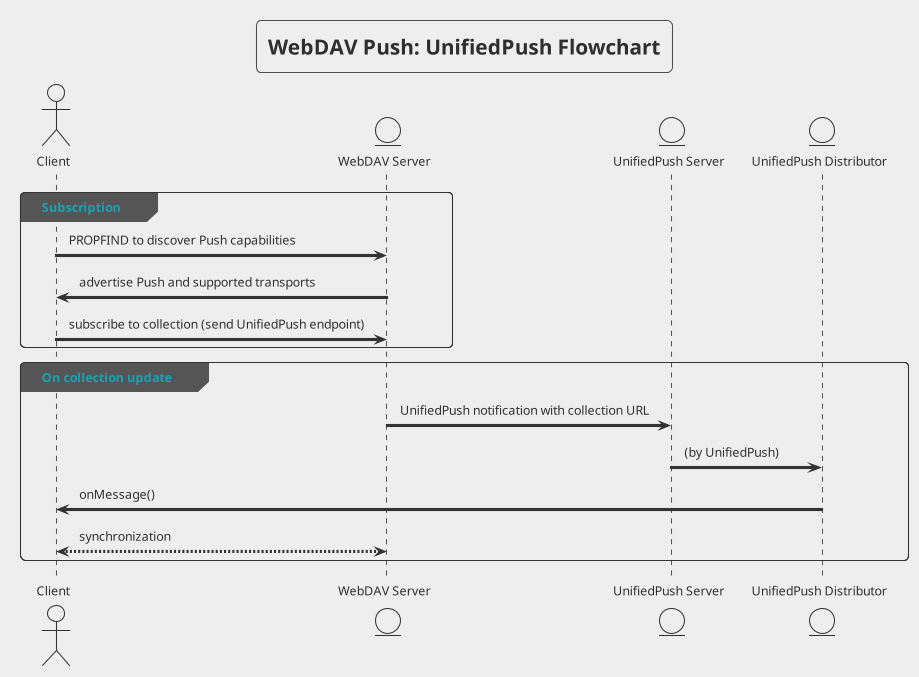 WebDAV Push: UnifiedPush Flowchart
Client
WebDAV Server
UnifiedPush Server
UnifiedPush Distributor
Subscription
PROPFIND to discover Push capabilities
advertise Push and supported transports
subscribe to collection (send UnifiedPush endpoint)
On collection update
UnifiedPush notification with collection URL
(by UnifiedPush)
onMessage()
synchronization
Client
WebDAV Server
UnifiedPush Server
UnifiedPush Distributor